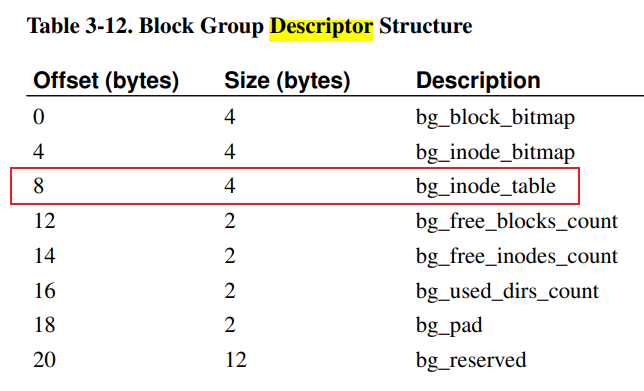 Table 3-12. Block Group Descriptor Structure
Offset (bytes) Size (bytes) Description
0 4 bg_block_bitmap
4 4 bg_inode_bitmap
8 4 bg_inode_table
12 2 bg_free_blocks_count
14 2 bg_free_inodes_count
16 2 bg_used_dirs_count
18 2 bg_pad
20 12 bg_reserved